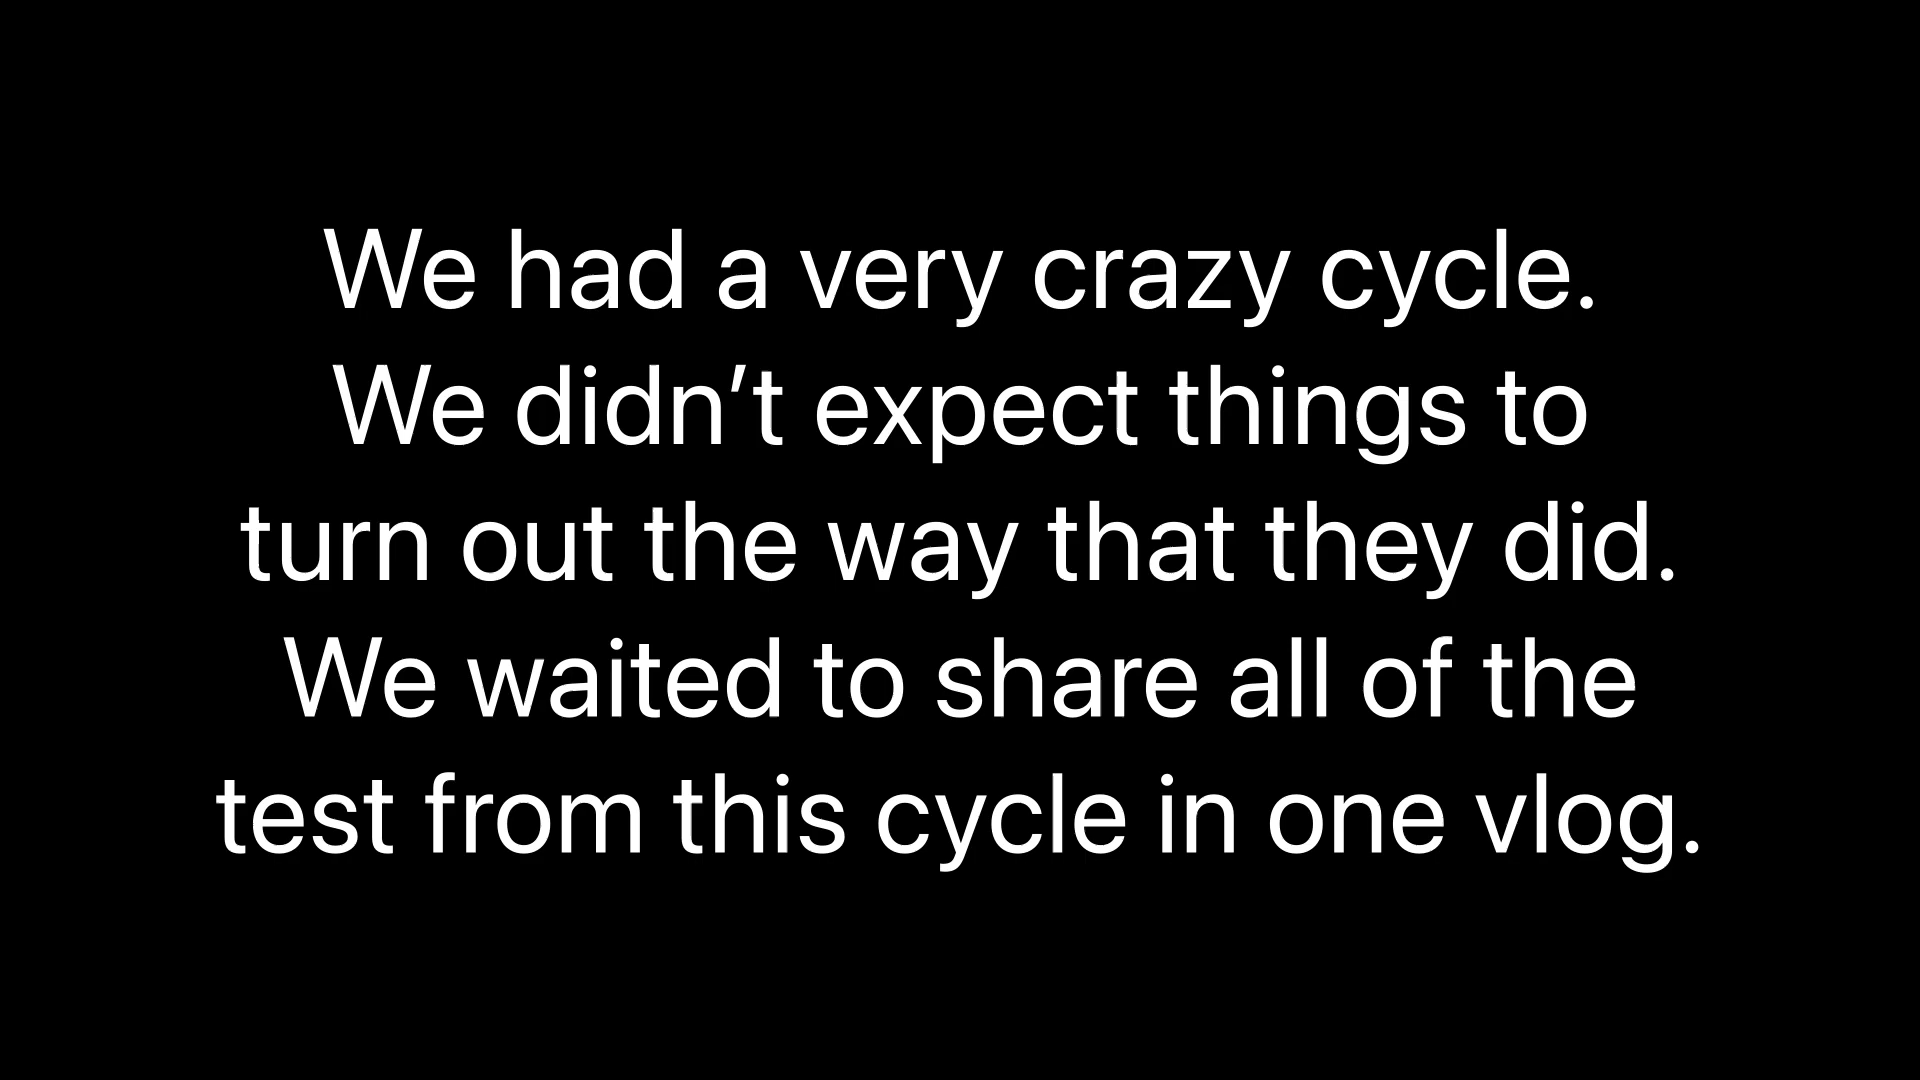 We had a very crazy cycle.
We didn’t expect things to
turn out the way that they did.
We waited to share all of the
test from this cycle in one vlog.